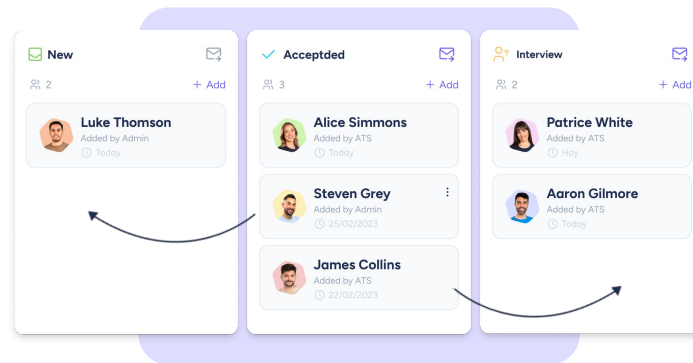 New
2
+ Add
Luke Thomson
Added by Admin
Today
Acceptded
3
+ Add
Alice Simmons
Added by ATS
Today
Steven Grey
Added by Admin
25/02/2023
James Collins
Added by ATS
22/02/2023
Interview
2
+ Add
Patrice White
Added by ATS
Hoy
Aaron Gilmore
Added by ATS
Today